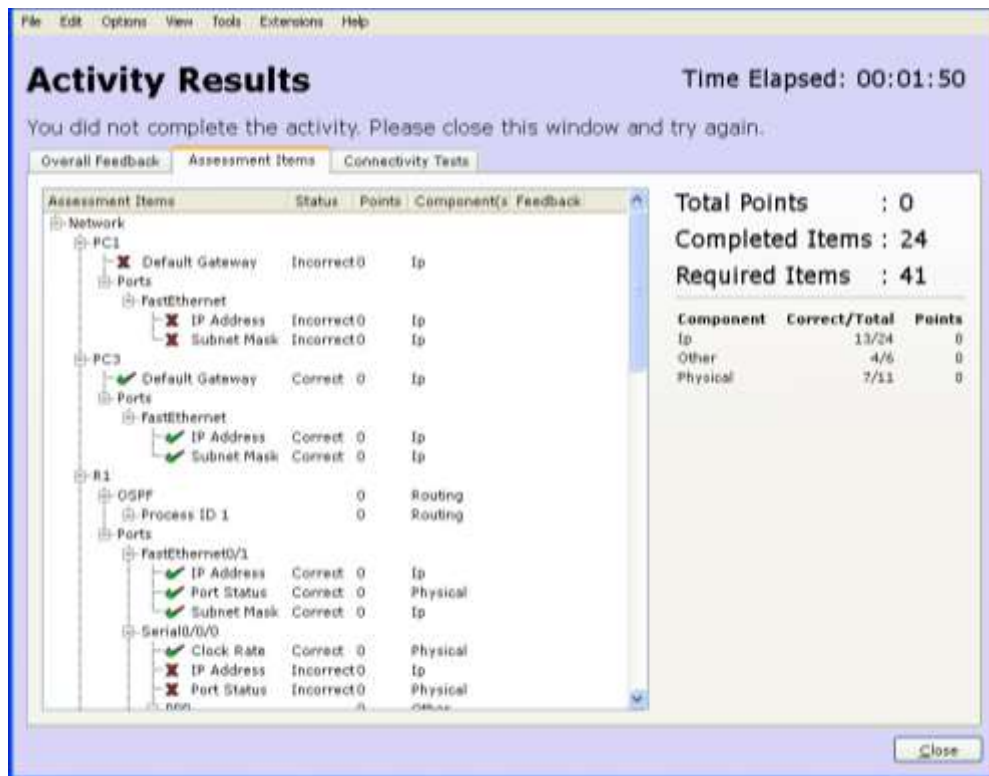 File Edit Options View Tools Extensions Help
Activity Results
Time Elapsed: 00:01:50
You did not complete the activity. Please close this window and try again.
Overall Feedback Assessment Items Connectivity Tests
Assessment Items Status Points Component(s Feedback
Network
PC1
Default Gateway Incorrect 0 Ip
Ports
FastEthernet
IP Address Incorrect 0 Ip
Subnet Mask Incorrect 0 Ip
PC3
Default Gateway Correct 0 Ip
Ports
FastEthernet
IP Address Correct 0 Ip
Subnet Mask Correct 0 Ip
R1
OSPF 0 Routing
Process ID 1 0 Routing
Ports
FastEthernet0/1
IP Address Correct 0 Ip
Port Status Correct 0 Physical
Subnet Mask Correct 0 Ip
Serial0/0/0
Clock Rate Correct 0 Physical
IP Address Incorrect 0 Ip
Port Status Incorrect 0 Physical
PPP 0 Other
Total Points : 0
Completed Items : 24
Required Items : 41
Component Correct/Total Points
Ip 13/24 0
Other 4/6 0
Physical 7/11 0
Close